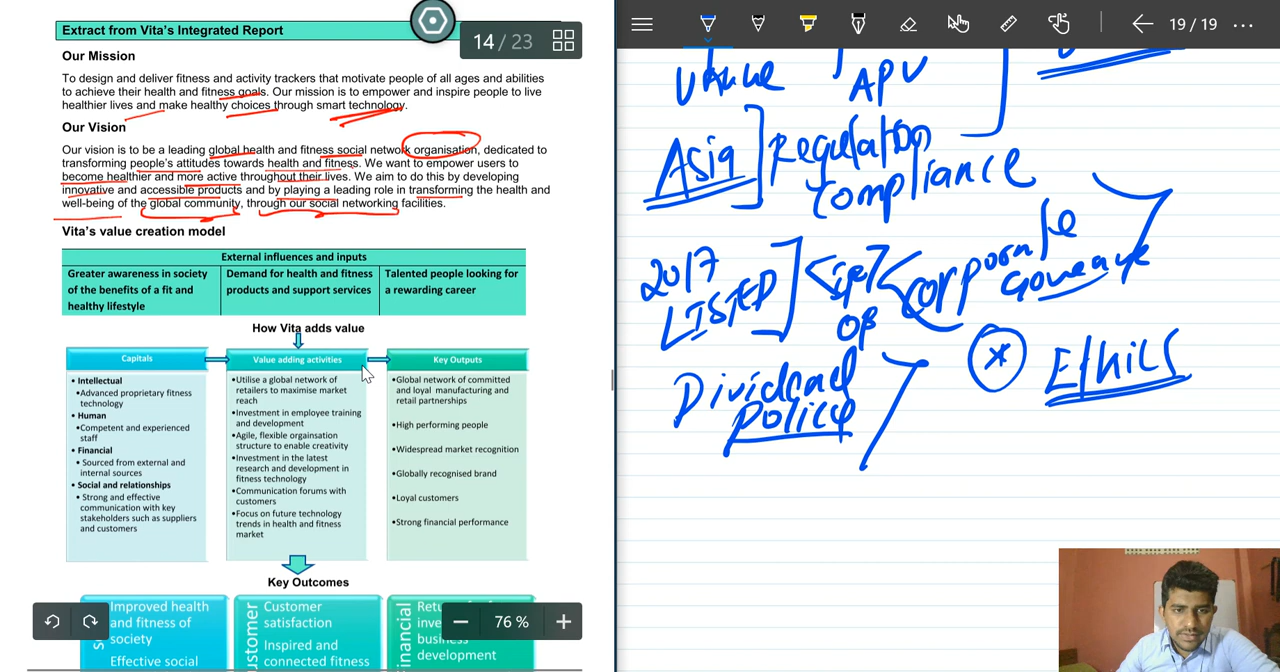 Extract from Vita's Integrated Report
14 / 23
Our Mission
To design and deliver fitness and activity trackers that motivate people of all ages and abilities
to achieve their health and fitness goals. Our mission is to empower and inspire people to live
healthier lives and make healthy choices through smart technology.
Our Vision
Our vision is to be a leading global health and fitness social network organisation, dedicated to
transforming people's attitudes towards health and fitness. We want to empower users to
become healthier and more active throughout their lives. We aim to do this by developing
innovative and accessible products and by playing a leading role in transforming the health and
well-being of the global community, through our social networking facilities.
Vita's value creation model
External influences and inputs
Greater awareness in society
of the benefits of a fit and
healthy lifestyle
Demand for health and fitness
products and support services
Talented people looking for
a rewarding career
How Vita adds value
Capitals
• Intellectual
•Advanced proprietary fitness
technology
• Human
•Competent and experienced
staff
• Financial
• Sourced from external and
internal sources
• Social and relationships
• Strong and effective
communication with key
stakeholders such as suppliers
and customers
Value adding activities
•Utilise a global network of
retailers to maximise market
reach
•Investment in employee training
and development
•Agile, flexible orgainsation
structure to enable creativity
•Investment in the latest
research and development in
fitness technology
•Communication forums with
customers
•Focus on future technology
trends in health and fitness
market
Key Outputs
•Global network of committed
and loyal manufacturing and
retail partnerships
•High performing people
•Widespread market recognition
•Globally recognised brand
•Loyal customers
•Strong financial performance
Key Outcomes
Improved health
and fitness of
society
Effective social
Customer
satisfaction
Inspired and
connected fitness
inancial
development
76 %
19 / 19
Value
APV
Asia
Regulation
compliance
2017
LISTED
corporate
Goverance
Dividend
policy
Ethics